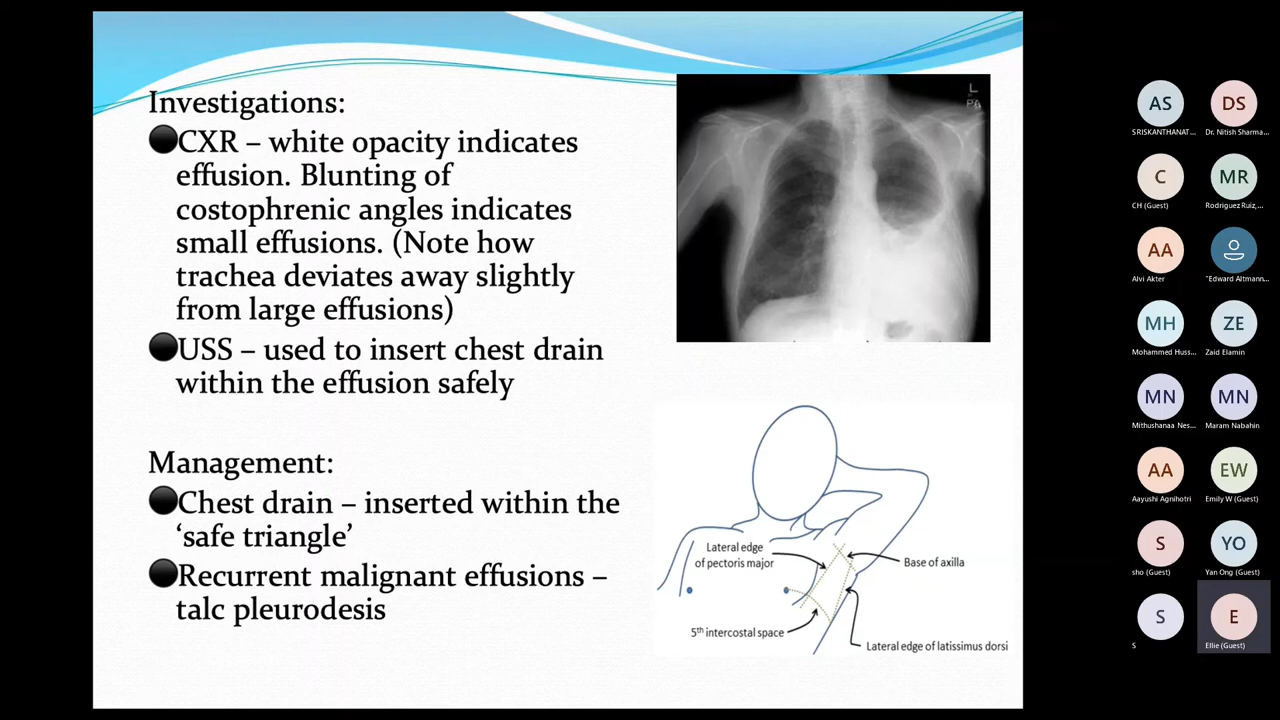 Investigations:
CXR – white opacity indicates
effusion. Blunting of
costophrenic angles indicates
small effusions. (Note how
trachea deviates away slightly
from large effusions)
USS – used to insert chest drain
within the effusion safely
Management:
Chest drain – inserted within the
‘safe triangle’
Recurrent malignant effusions –
talc pleurodesis
L
PA
Lateral edge
of pectoris major
Base of axilla
5th intercostal space
Lateral edge of latissimus dorsi
AS
SRISKANTHANAT...
DS
Dr. Nitish Sharma...
C
CH (Guest)
MR
Rodriguez Ruiz,...
AA
Alvi Akter
"Edward Altmann...
MH
Mohammed Huss...
ZE
Zaid Elamin
MN
Mithushanaa Nes...
MN
Maram Nabahin
AA
Aayushi Agnihotri
EW
Emily W (Guest)
S
sho (Guest)
YO
Yan Ong (Guest)
S
S
E
Ellie (Guest)